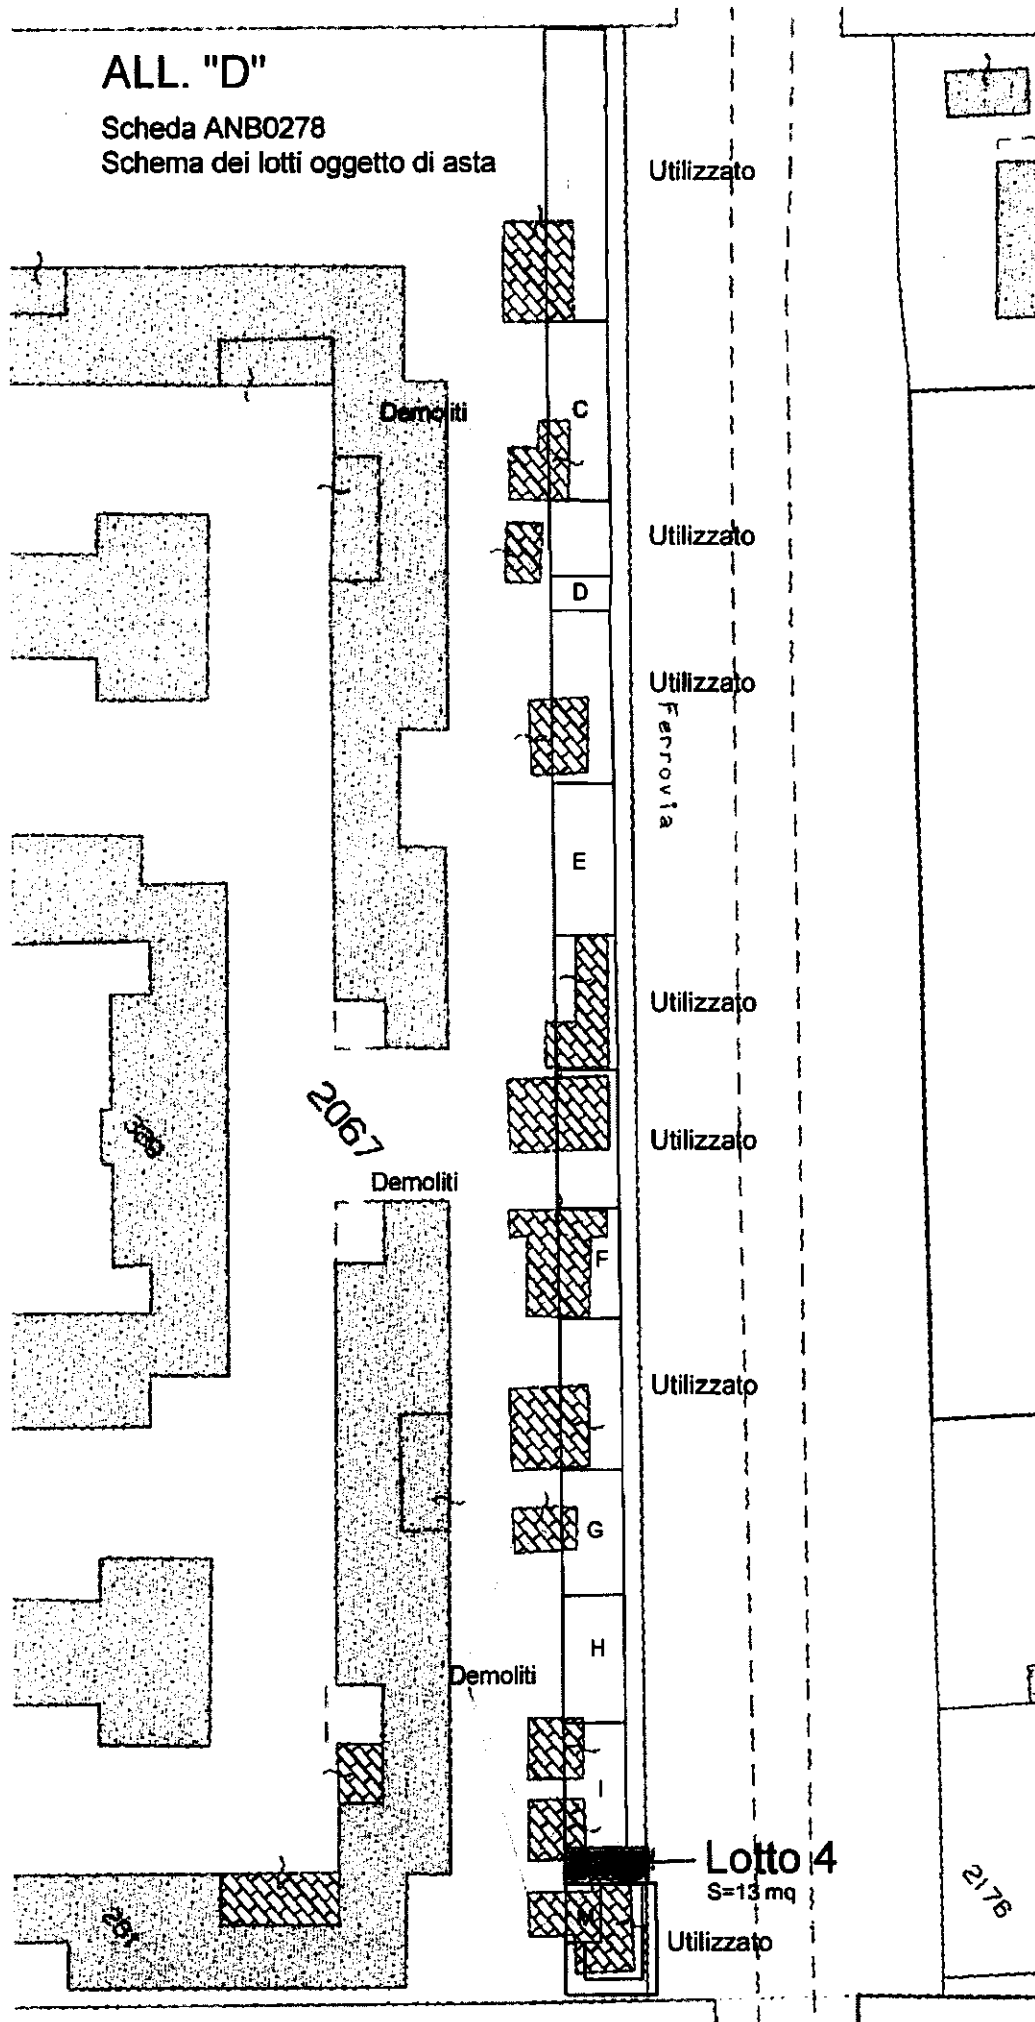 ALL. "D"
Scheda ANB0278
Schema dei lotti oggetto di asta
Utilizzato
Demoliti
C
Utilizzato
D
Utilizzato
Ferrovia
E
Utilizzato
2067
Utilizzato
Demoliti
F
Utilizzato
G
H
Demoliti
I
Lotto 4
S=13 mq
M
Utilizzato
2176